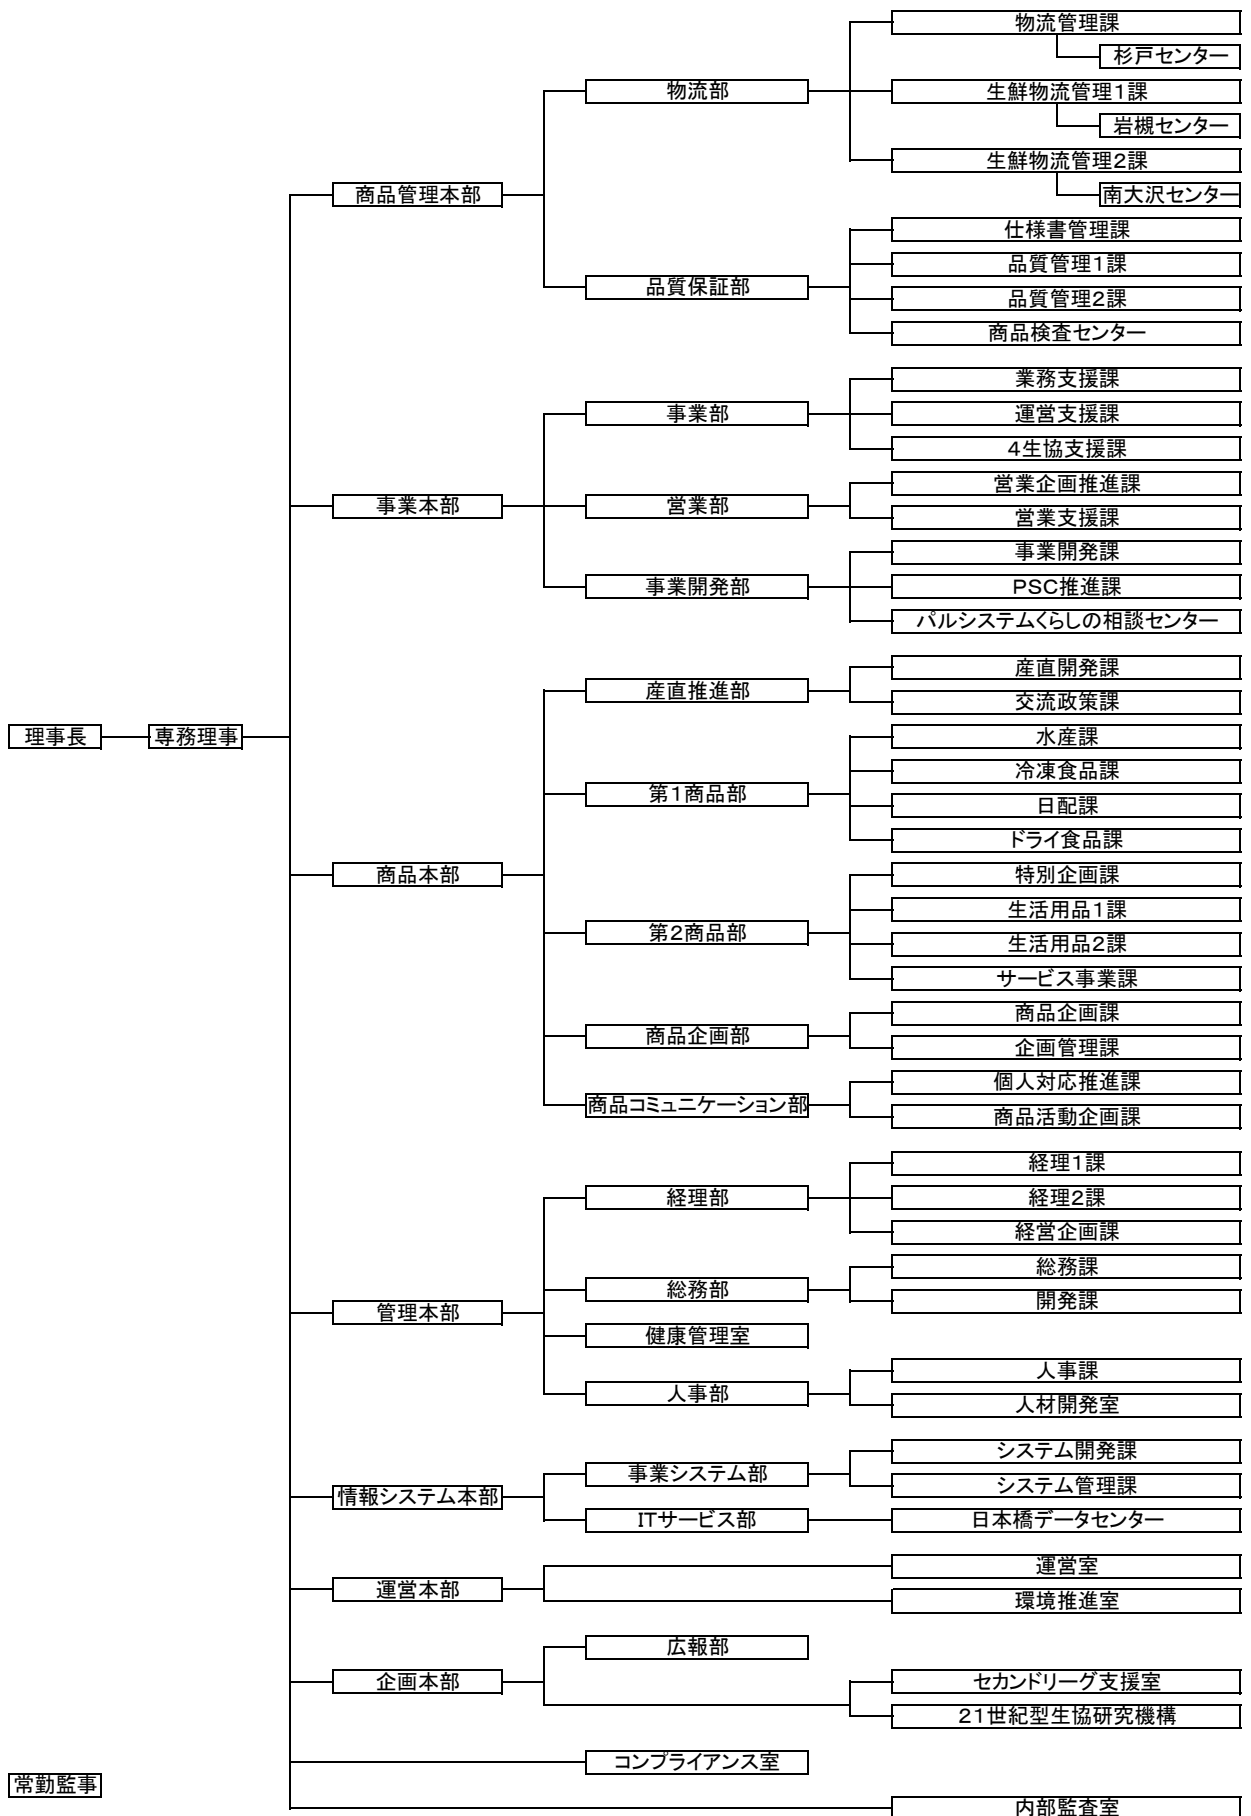 物流管理課
杉戸センター
物流部
生鮮物流管理1課
岩槻センター
生鮮物流管理2課
商品管理本部
南大沢センター
仕様書管理課
品質管理1課
品質保証部
品質管理2課
商品検査センター
業務支援課
事業部
運営支援課
4生協支援課
営業企画推進課
事業本部
営業部
営業支援課
事業開発課
事業開発部
PSC推進課
パルシステムくらしの相談センター
産直開発課
産直推進部
交流政策課
理事長
専務理事
水産課
冷凍食品課
第1商品部
日配課
ドライ食品課
商品本部
特別企画課
生活用品1課
第2商品部
生活用品2課
サービス事業課
商品企画課
商品企画部
企画管理課
個人対応推進課
商品コミュニケーション部
商品活動企画課
経理1課
経理部
経理2課
経営企画課
総務課
総務部
開発課
管理本部
健康管理室
人事課
人事部
人材開発室
システム開発課
事業システム部
システム管理課
情報システム本部
ITサービス部
日本橋データセンター
運営室
運営本部
環境推進室
広報部
企画本部
セカンドリーグ支援室
21世紀型生協研究機構
コンプライアンス室
常勤監事
内部監査室